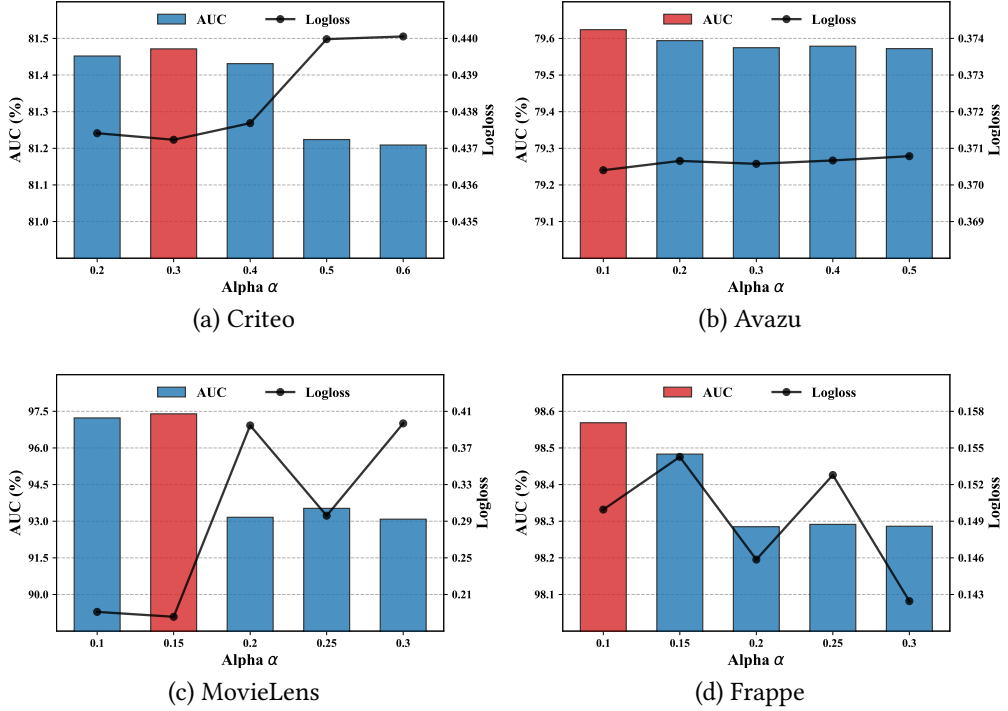 AUC Logloss
81.5
81.4
81.3
81.2
81.1
81.0
AUC (%)
0.440
0.439
0.438
0.437
0.436
0.435
Logloss
0.2 0.3 0.4 0.5 0.6
Alpha α
(a) Criteo
AUC Logloss
79.6
79.5
79.4
79.3
79.2
79.1
AUC (%)
0.374
0.373
0.372
0.371
0.370
0.369
Logloss
0.1 0.2 0.3 0.4 0.5
Alpha α
(b) Avazu
AUC Logloss
97.5
96.0
94.5
93.0
91.5
90.0
AUC (%)
0.41
0.37
0.33
0.29
0.25
0.21
Logloss
0.1 0.15 0.2 0.25 0.3
Alpha α
(c) MovieLens
AUC Logloss
98.6
98.5
98.4
98.3
98.2
98.1
AUC (%)
0.158
0.155
0.152
0.149
0.146
0.143
Logloss
0.1 0.15 0.2 0.25 0.3
Alpha α
(d) Frappe